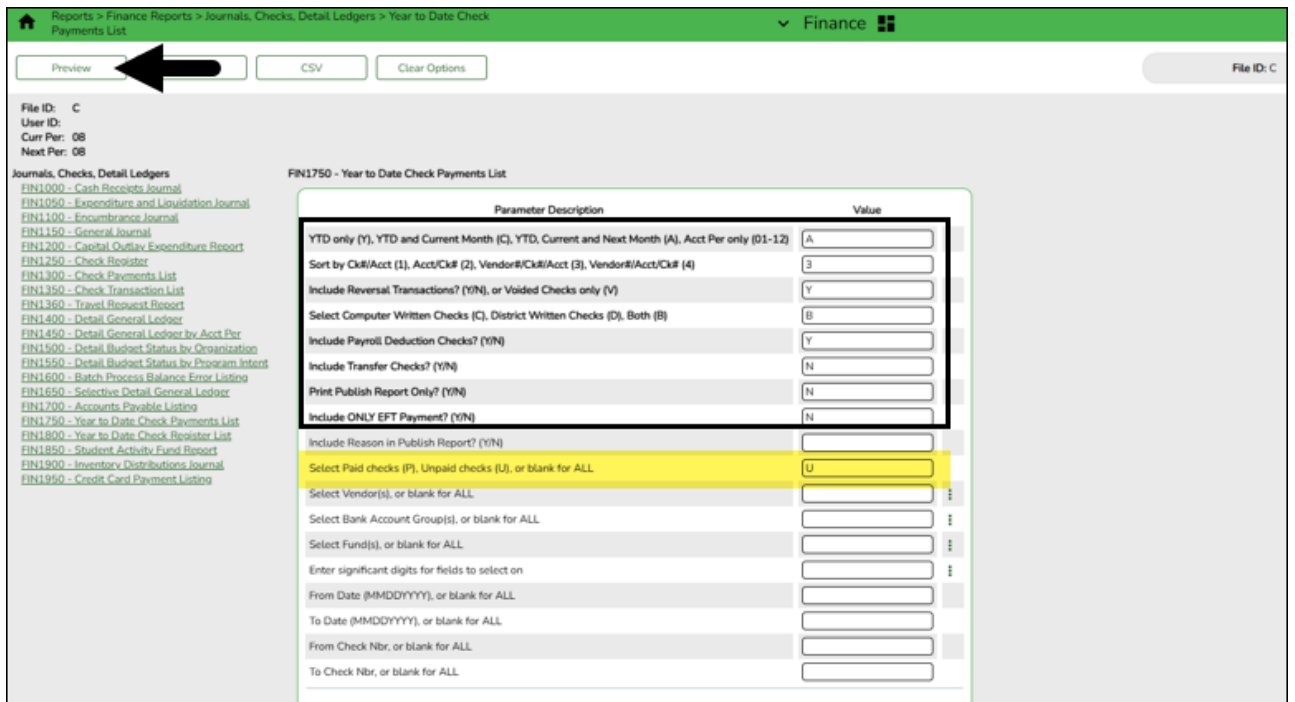 Reports > Finance Reports > Journals, Checks, Detail Ledgers > Year to Date Check
Payments List
Finance
Preview
CSV
Clear Options
File ID: C
File ID: C
User ID:
Curr Per: 08
Next Per: 08
Journals, Checks, Detail Ledgers
FIN1000 - Cash Receipts Journal
FIN1050 - Expenditure and Liquidation Journal
FIN1100 - Encumbrance Journal
FIN1150 - General Journal
FIN1200 - Capital Outlay Expenditure Report
FIN1250 - Check Register
FIN1300 - Check Payments List
FIN1350 - Check Transaction List
FIN1360 - Travel Request Report
FIN1400 - Detail General Ledger
FIN1450 - Detail General Ledger by Acct Per
FIN1500 - Detail Budget Status by Organization
FIN1550 - Detail Budget Status by Program Intent
FIN1600 - Batch Process Balance Error Listing
FIN1650 - Selective Detail General Ledger
FIN1700 - Accounts Payable Listing
FIN1750 - Year to Date Check Payments List
FIN1800 - Year to Date Check Register List
FIN1850 - Student Activity Fund Report
FIN1900 - Inventory Distributions Journal
FIN1950 - Credit Card Payment Listing
FIN1750 - Year to Date Check Payments List
Parameter Description Value
YTD only (Y), YTD and Current Month (C), YTD, Current and Next Month (A), Acct Per only (01-12) A
Sort by Ck#/Acct (1), Acct/Ck# (2), Vendor#/Ck#/Acct (3), Vendor#/Acct/Ck# (4) 3
Include Reversal Transactions? (Y/N), or Voided Checks only (V) Y
Select Computer Written Checks (C), District Written Checks (D), Both (B) B
Include Payroll Deduction Checks? (Y/N) Y
Include Transfer Checks? (Y/N) N
Print Publish Report Only? (Y/N) N
Include ONLY EFT Payment? (Y/N) N
Include Reason in Publish Report? (Y/N)
Select Paid checks (P), Unpaid checks (U), or blank for ALL U
Select Vendor(s), or blank for ALL
Select Bank Account Group(s), or blank for ALL
Select Fund(s), or blank for ALL
Enter significant digits for fields to select on
From Date (MMDDYYYY), or blank for ALL
To Date (MMDDYYYY), or blank for ALL
From Check Nbr, or blank for ALL
To Check Nbr, or blank for ALL